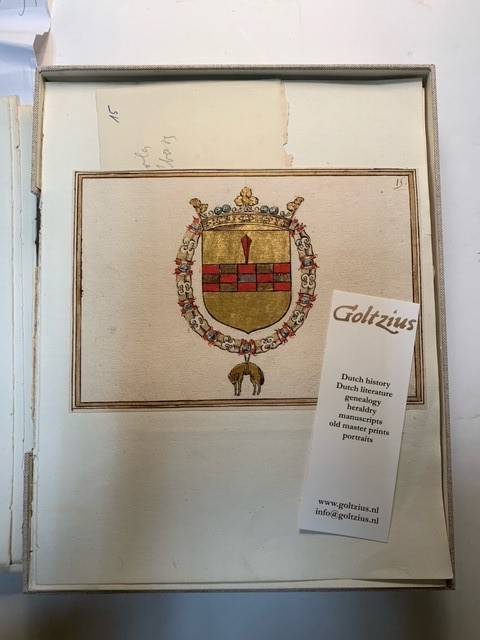 15
15
Goltzius
Dutch history
Dutch literature
genealogy
heraldry
manuscripts
old master prints
portraits
www.goltzius.nl
info@goltzius.nl